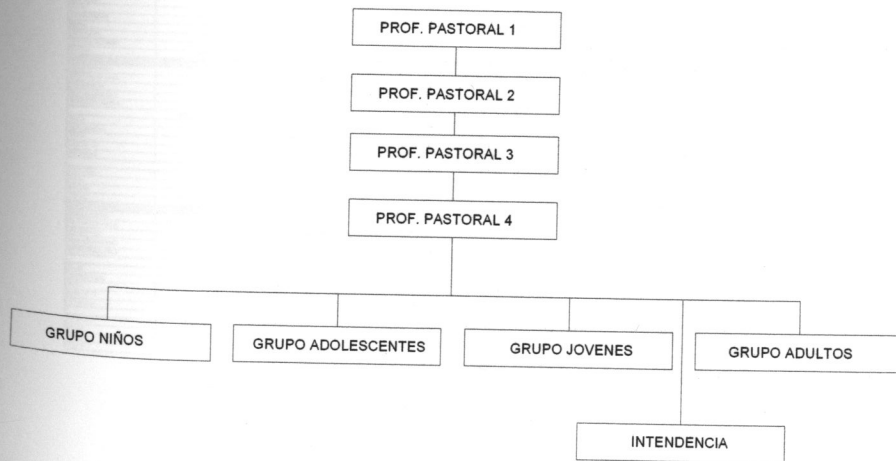 PROF. PASTORAL 1
PROF. PASTORAL 2
PROF. PASTORAL 3
PROF. PASTORAL 4
GRUPO NIÑOS
GRUPO ADOLESCENTES
GRUPO JOVENES
GRUPO ADULTOS
INTENDENCIA